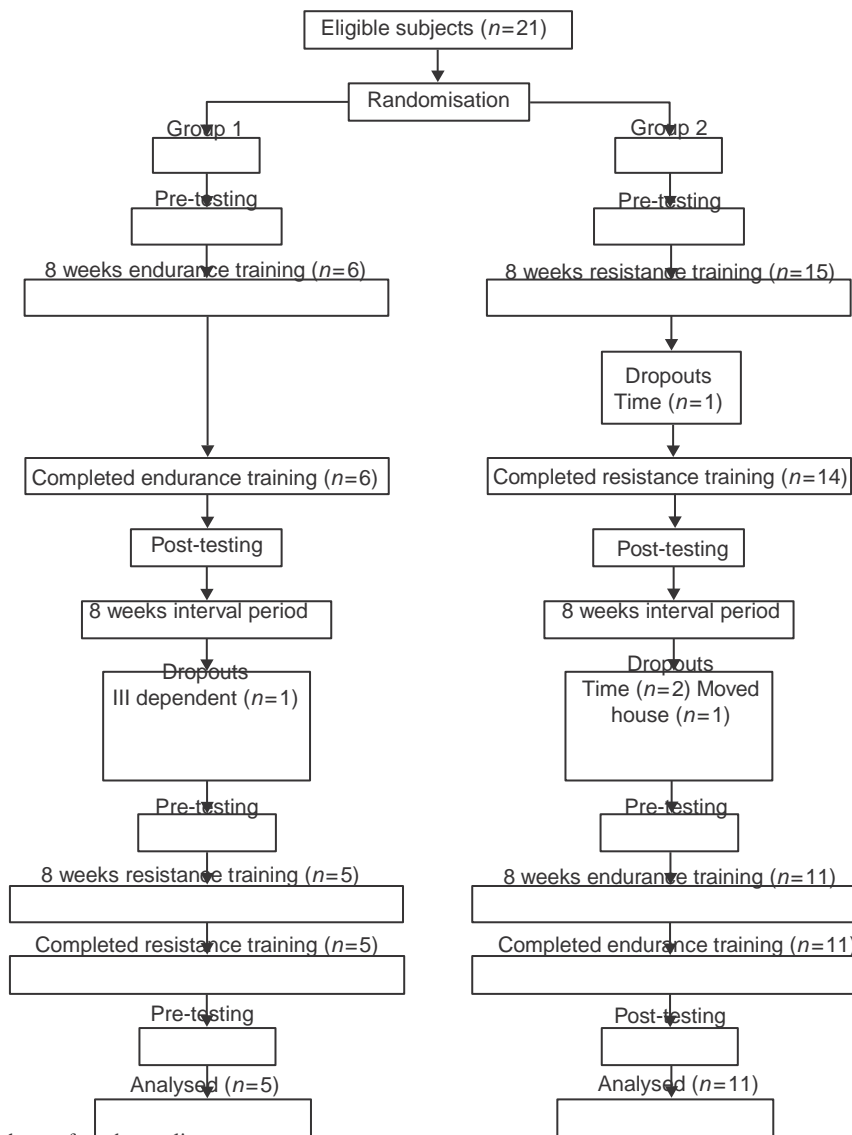 Eligible subjects (n=21)
Randomisation
Group 1
Pre-testing
8 weeks endurance training (n=6)
Completed endurance training (n=6)
Post-testing
8 weeks interval period
Dropouts
III dependent (n=1)
Pre-testing
8 weeks resistance training (n=5)
Completed resistance training (n=5)
Pre-testing
Analysed (n=5)
Group 2
Pre-testing
8 weeks resistance training (n=15)
Dropouts
Time (n=1)
Completed resistance training (n=14)
Post-testing
8 weeks interval period
Dropouts
Time (n=2) Moved
house (n=1)
Pre-testing
8 weeks endurance training (n=11)
Completed endurance training (n=11)
Post-testing
Analysed (n=11)